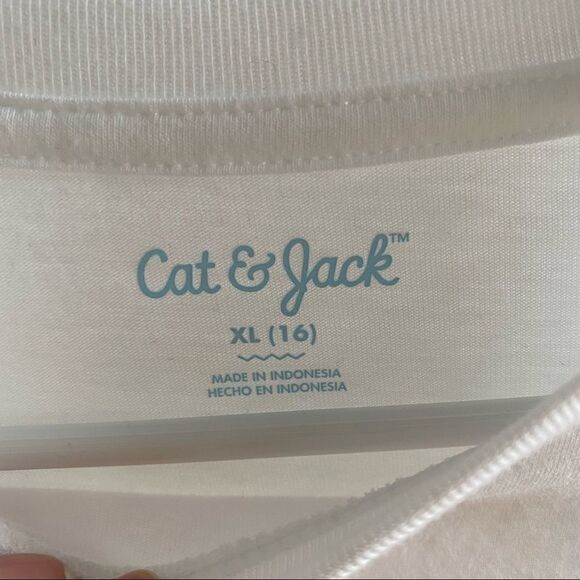 Cat & Jack™
XL (16)
MADE IN INDONESIA
HECHO EN INDONESIA